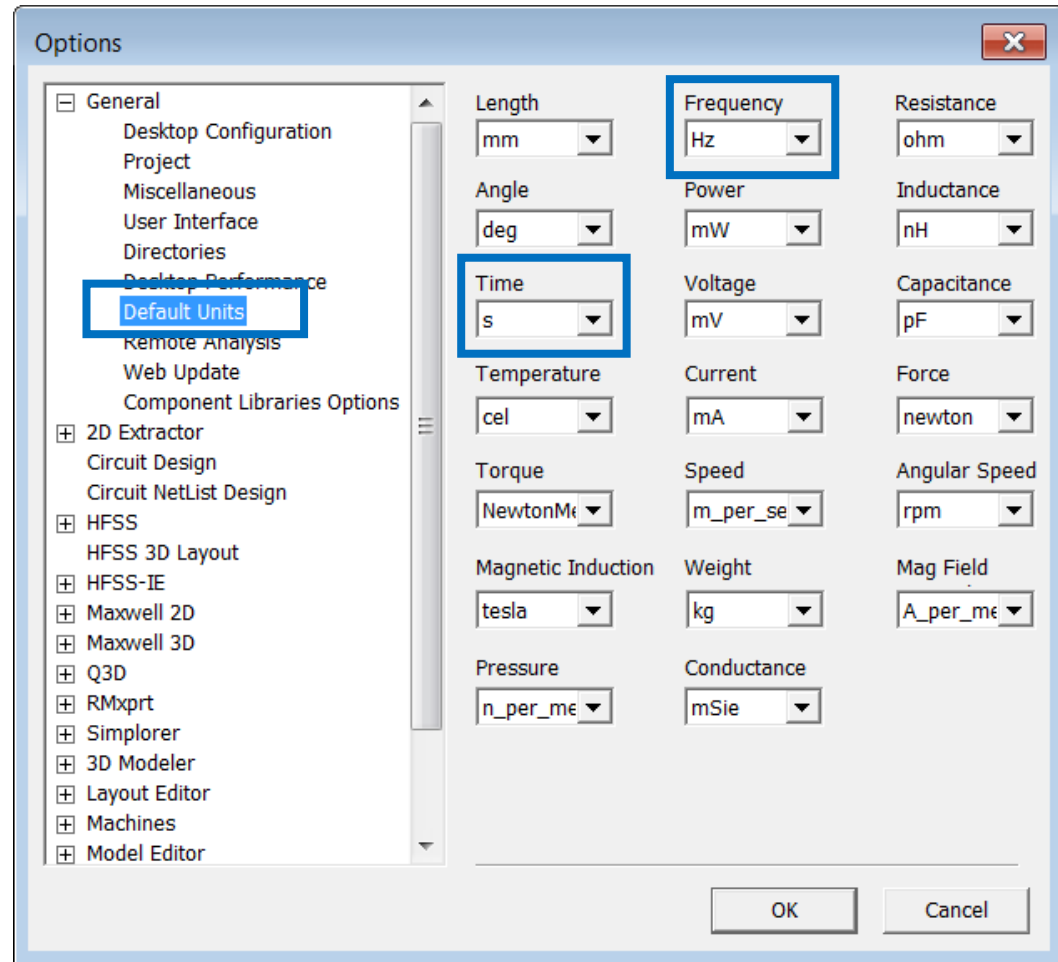 Options
General
Desktop Configuration
Project
Miscellaneous
User Interface
Directories
Desktop Performance
Default Units
Remote Analysis
Web Update
Component Libraries Options
2D Extractor
Circuit Design
Circuit NetList Design
HFSS
HFSS 3D Layout
HFSS-IE
Maxwell 2D
Maxwell 3D
Q3D
RMxprt
Simplorer
3D Modeler
Layout Editor
Machines
Model Editor
Length Frequency Resistance
mm Hz ohm
Angle Power Inductance
deg mW nH
Time Voltage Capacitance
s mV pF
Temperature Current Force
cel mA newton
Torque Speed Angular Speed
NewtonMe m_per_se rpm
Magnetic Induction Weight Mag Field
tesla kg A_per_me
Pressure Conductance
n_per_me mSie
OK Cancel